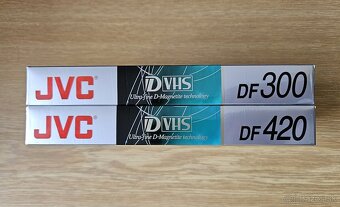 JVC® D VHS DF300
Ultra-Fine D-Magnetite technology
JVC® D VHS DF420
Ultra-Fine D-Magnetite technology